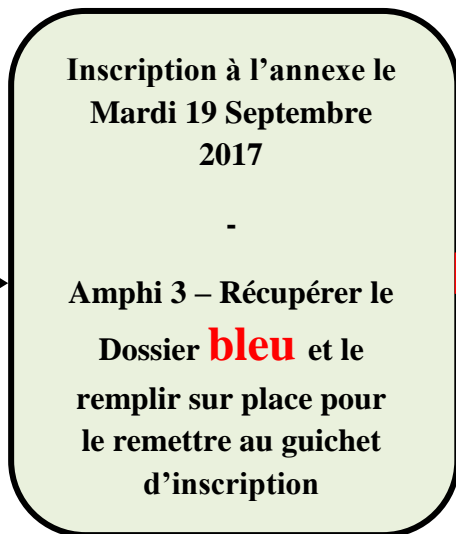 Inscription à l’annexe le
Mardi 19 Septembre
2017
-
Amphi 3 – Récupérer le
Dossier bleu et le
remplir sur place pour
le remettre au guichet
d’inscription